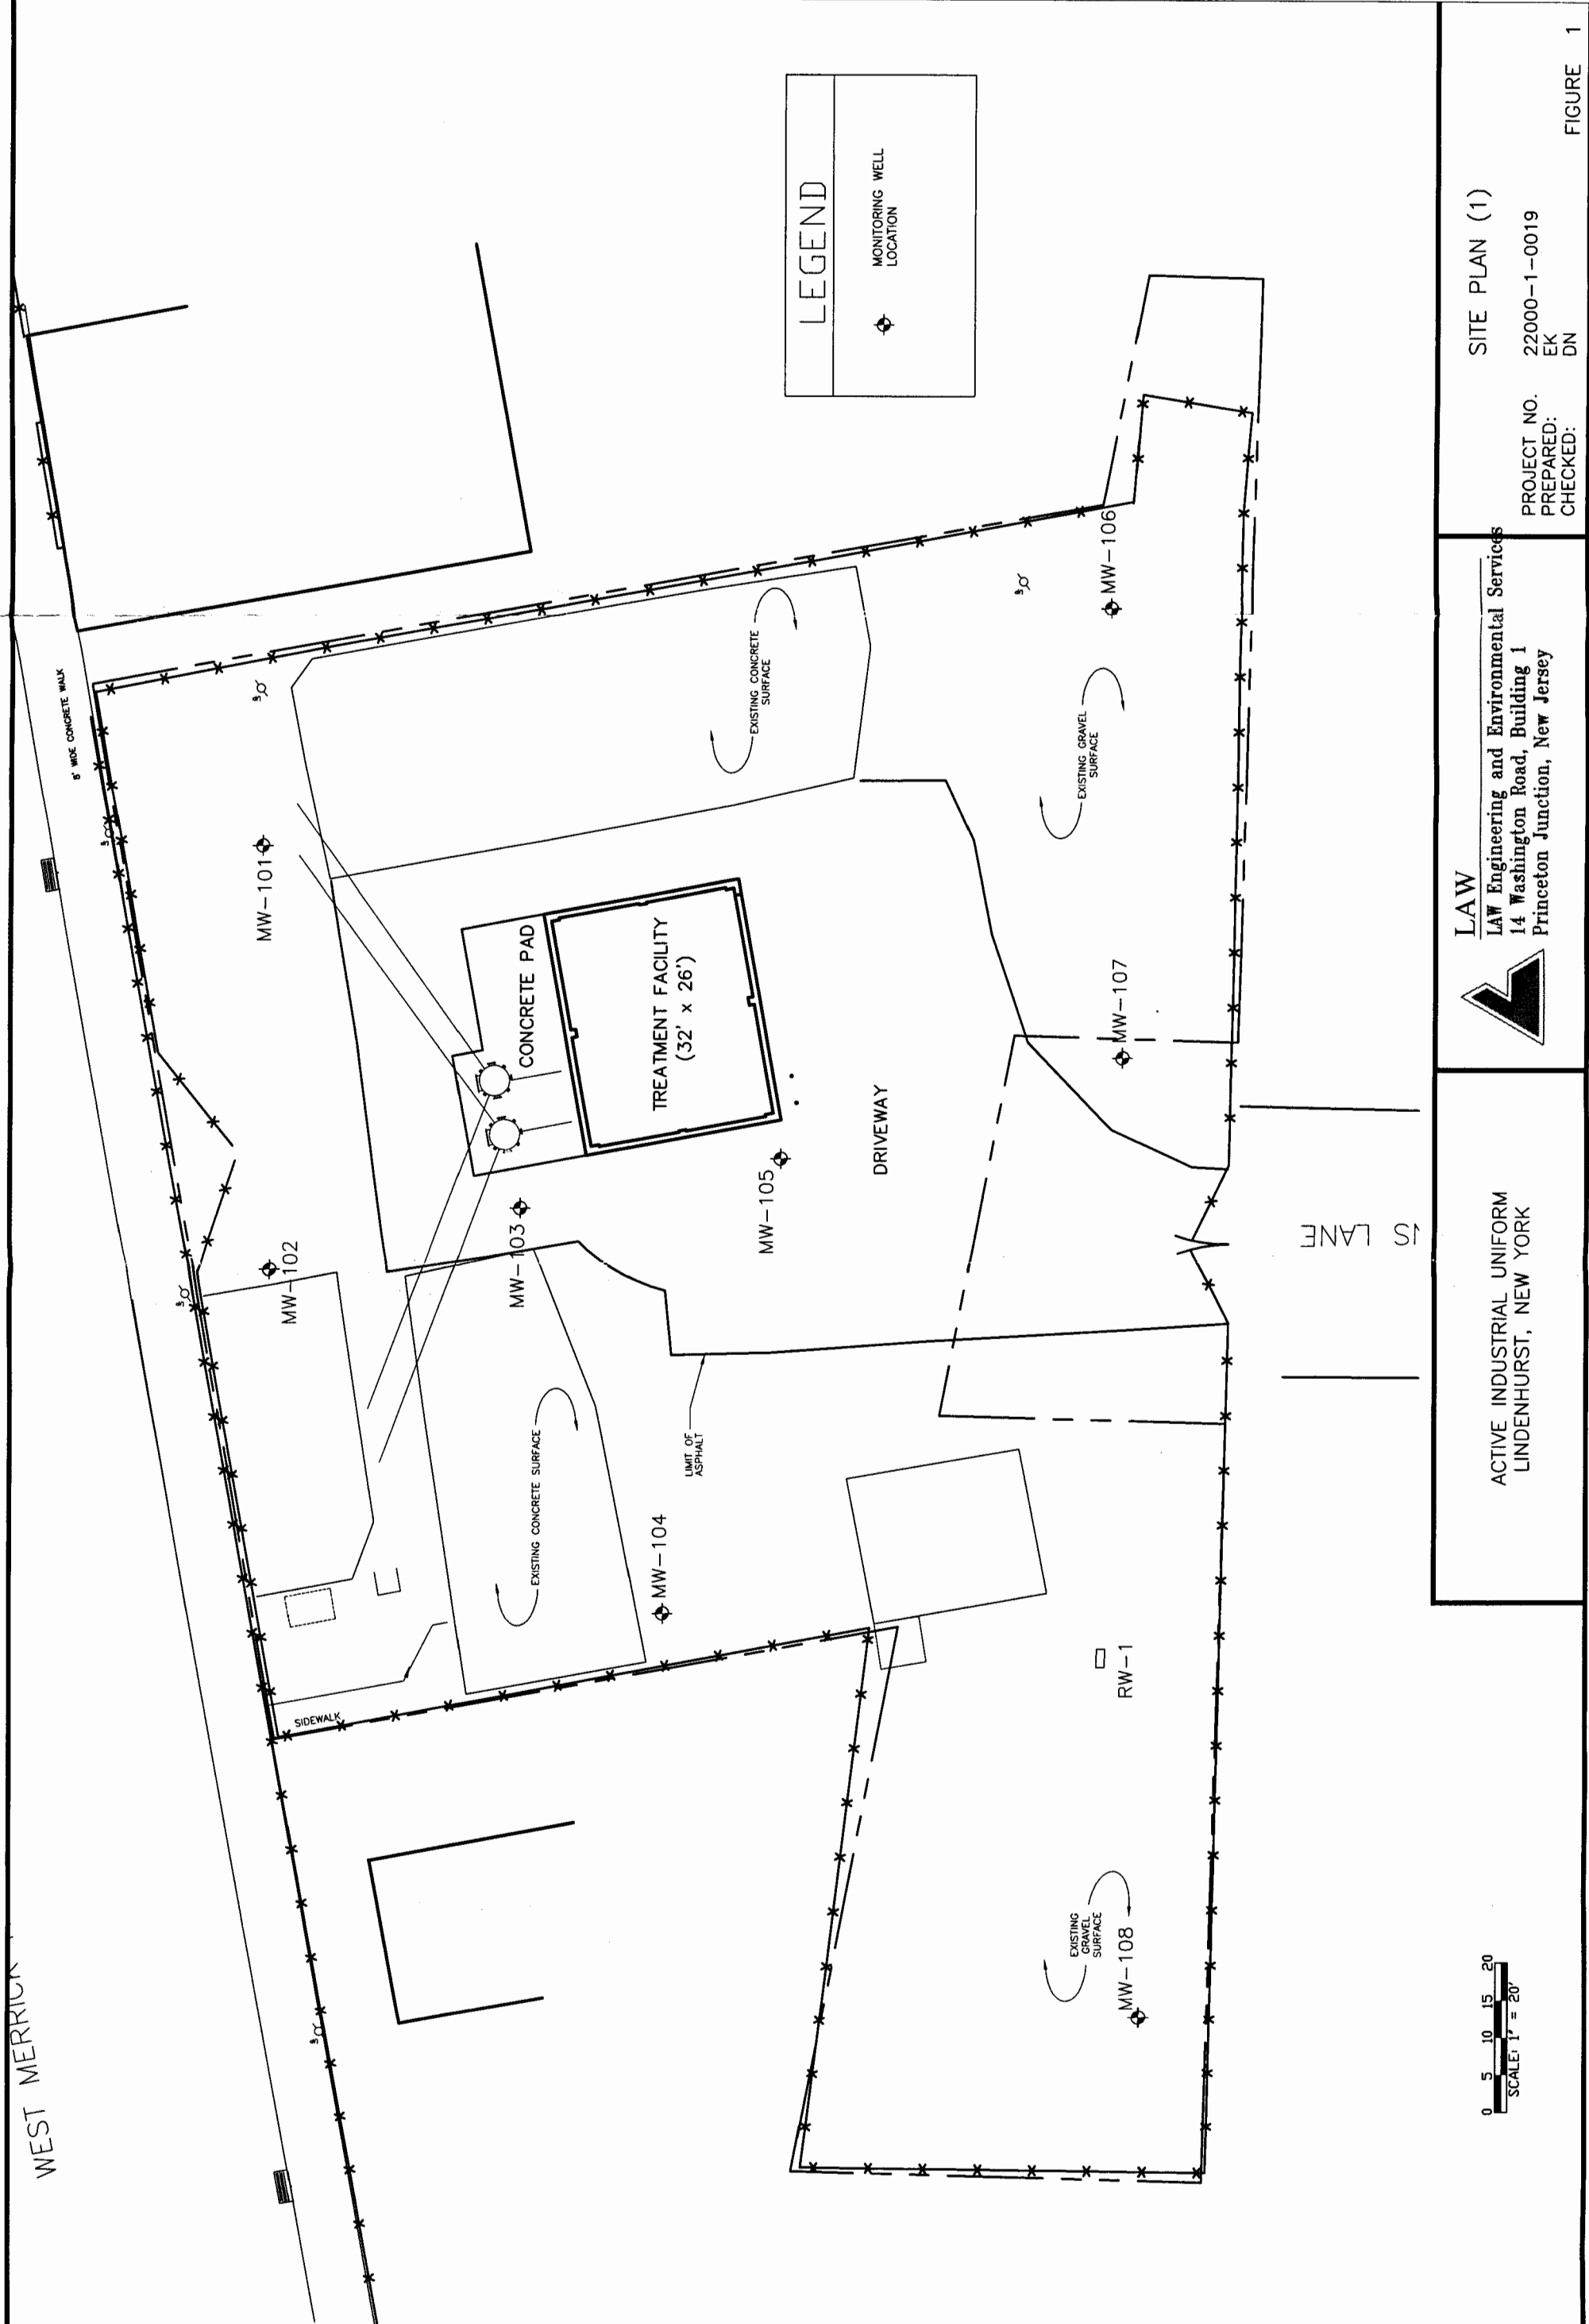 WEST MERRICK
8' WIDE CONCRETE WALK
MW-101
MW-102
SIDEWALK
CONCRETE PAD
MW-103
TREATMENT FACILITY
(32' x 26')
EXISTING CONCRETE
SURFACE
EXISTING CONCRETE SURFACE
MW-104
MW-105
LIMIT OF
ASPHALT
DRIVEWAY
MW-106
EXISTING GRAVEL
SURFACE
MW-107
RW-1
EXISTING
GRAVEL
SURFACE
MW-108
LANE
LEGEND
MONITORING WELL
LOCATION
0 5 10 15 20
SCALE: 1" = 20'
ACTIVE INDUSTRIAL UNIFORM
LINDENHURST, NEW YORK
LAW
LAW Engineering and Environmental Services
14 Washington Road, Building 1
Princeton Junction, New Jersey
SITE PLAN (1)
PROJECT NO. 22000-1-0019
PREPARED: EK
CHECKED: DN
FIGURE 1